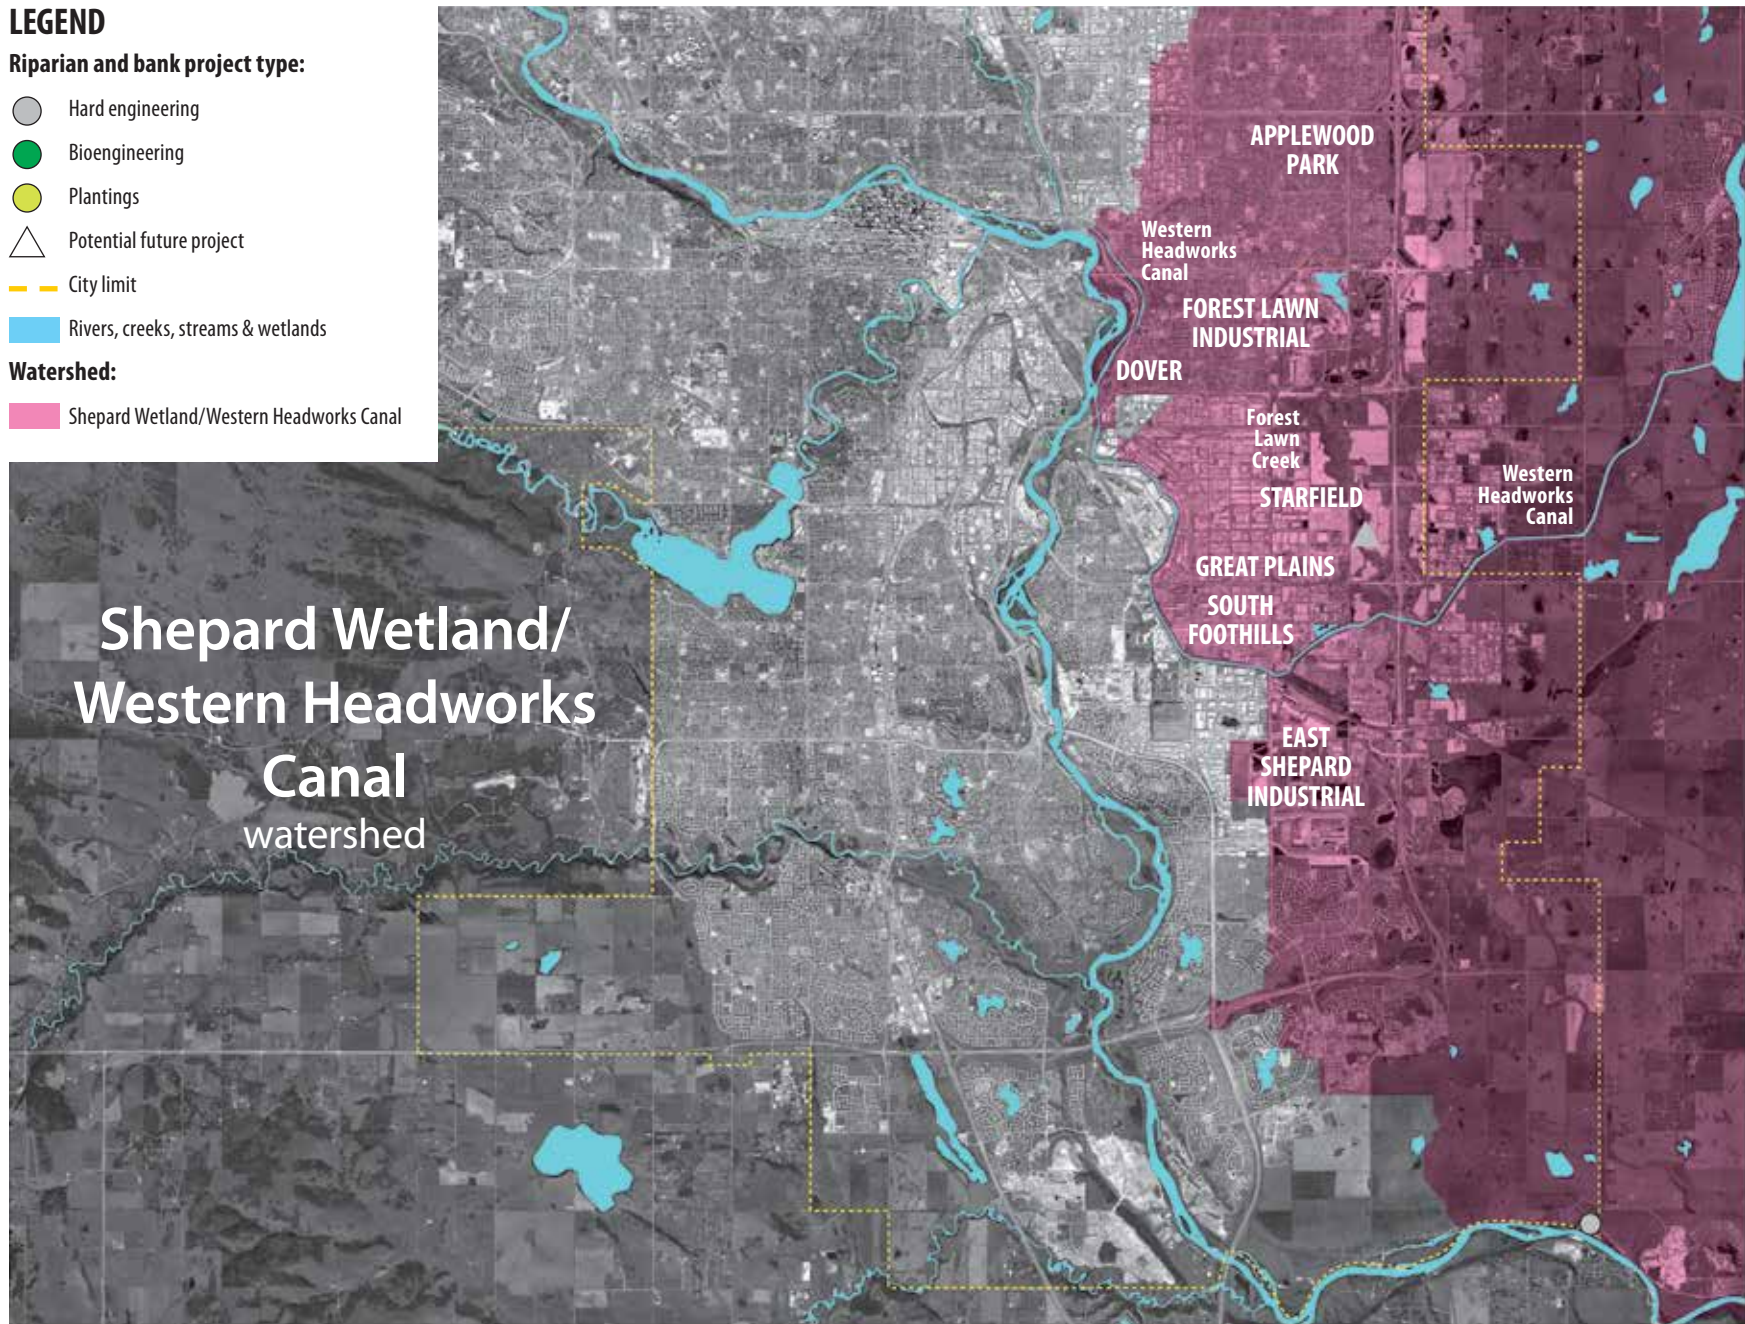 LEGEND
Riparian and bank project type:
Hard engineering
Bioengineering
Plantings
Potential future project
City limit
Rivers, creeks, streams & wetlands
Watershed:
Shepard Wetland/Western Headworks Canal
APPLEWOOD
PARK
Western
Headworks
Canal
FOREST LAWN
INDUSTRIAL
DOVER
Forest
Lawn
Creek
STARFIELD
Western
Headworks
Canal
GREAT PLAINS
SOUTH
FOOTHILLS
EAST
SHEPARD
INDUSTRIAL
Shepard Wetland/
Western Headworks
Canal
watershed